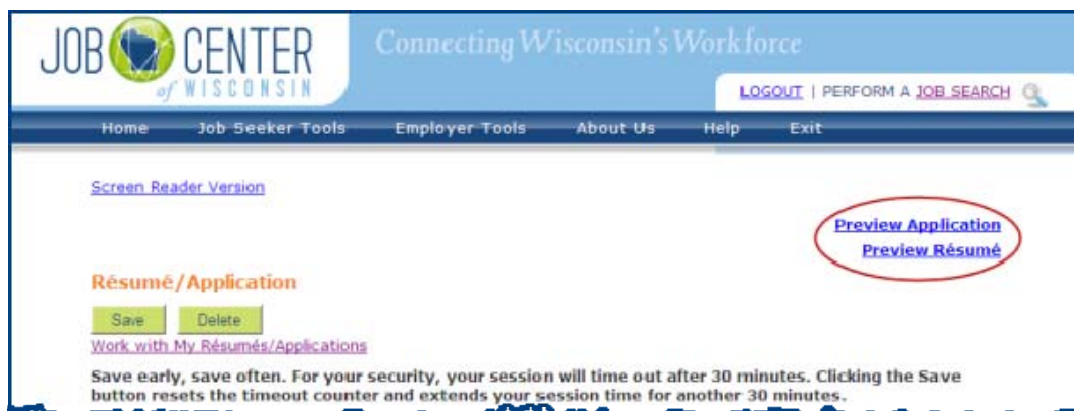 JOB CENTER
of WISCONSIN
Connecting Wisconsin's Workforce
LOGOUT | PERFORM A JOB SEARCH
Home Job Seeker Tools Employer Tools About Us Help Exit
Screen Reader Version
Preview Application
Preview Résumé
Résumé/Application
Save Delete
Work with My Résumés/Applications
Save early, save often. For your security, your session will time out after 30 minutes. Clicking the Save
button resets the timeout counter and extends your session time for another 30 minutes.